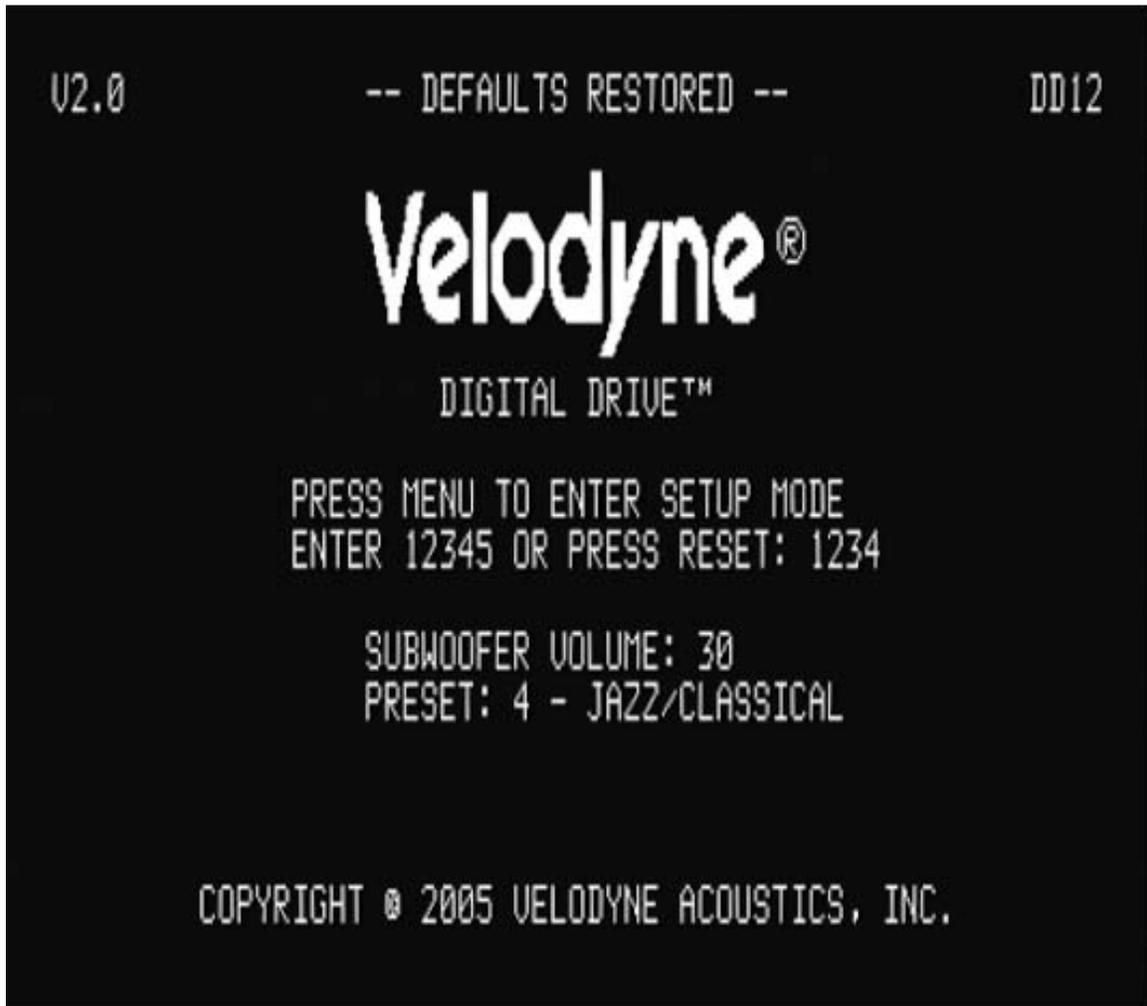 V2.0 -- DEFAULTS RESTORED -- DD12
Velodyne®
DIGITAL DRIVE™
PRESS MENU TO ENTER SETUP MODE
ENTER 12345 OR PRESS RESET: 1234
SUBWOOFER VOLUME: 30
PRESET: 4 - JAZZ/CLASSICAL
COPYRIGHT © 2005 VELODYNE ACOUSTICS, INC.